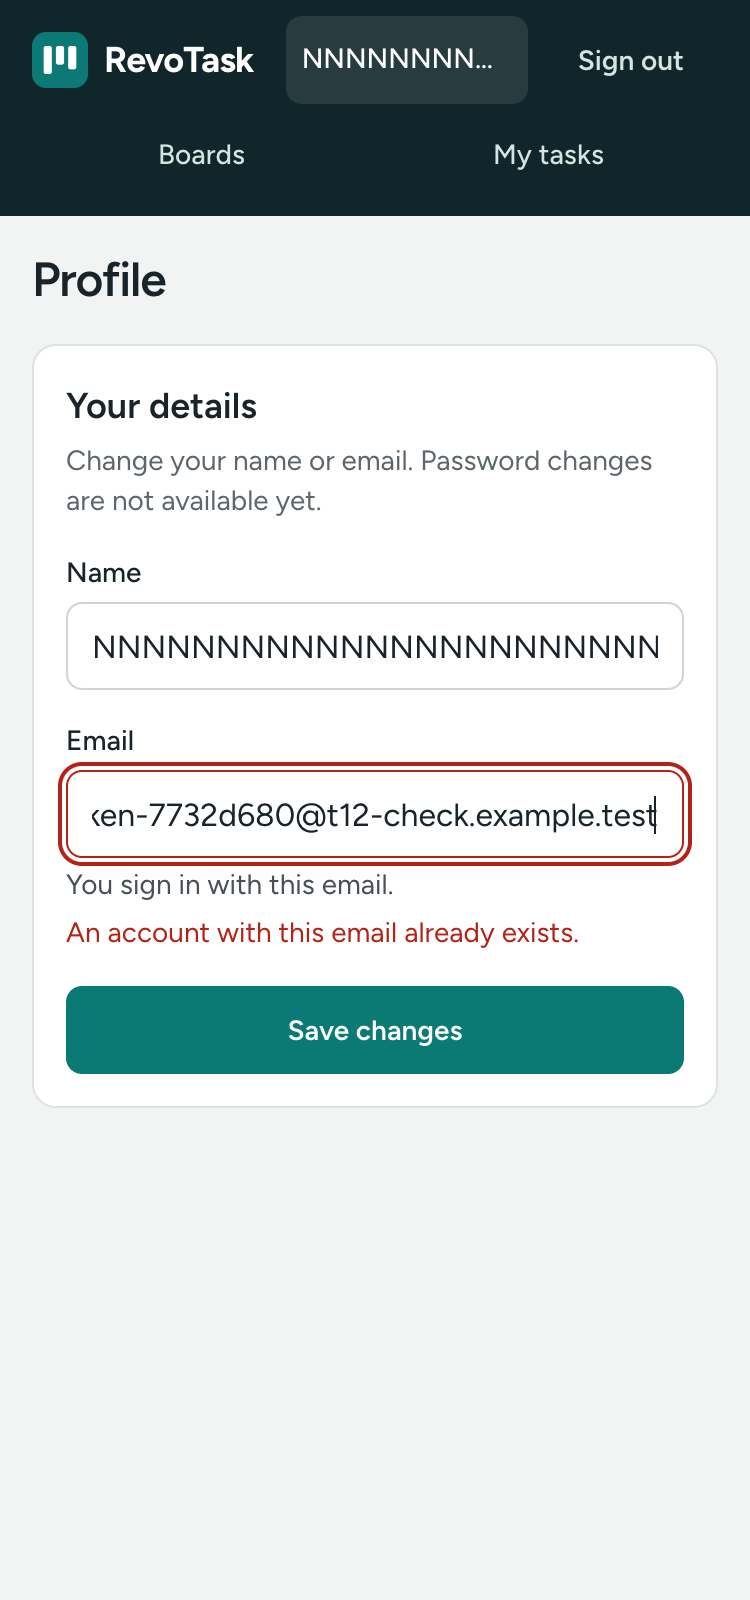 RevoTask
NNNNNNNN...
Sign out
Boards
My tasks
Profile
Your details
Change your name or email. Password changes
are not available yet.
Name
NNNNNNNNNNNNNNNNNNNNNNN
Email
ken-7732d680@t12-check.example.test
You sign in with this email.
An account with this email already exists.
Save changes